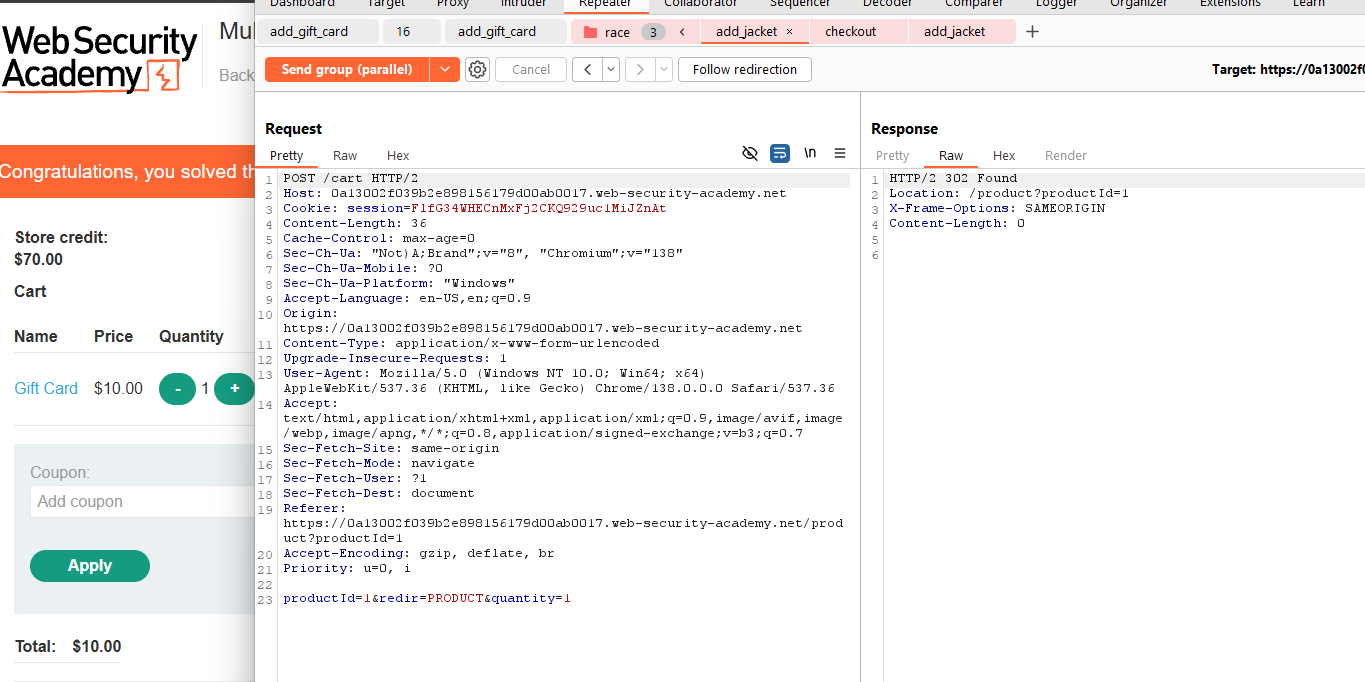 Dashboard Target Proxy Intruder Repeater Collaborator Sequencer Decoder Comparer Logger Organizer Extensions Learn
add_gift_card 16 add_gift_card race 3 add_jacket × checkout add_jacket +
Send group (parallel) Cancel < > Follow redirection Target: https://0a13002f0
Web Security
Academy
Mul
Back
Congratulations, you solved th
Store credit:
$70.00
Cart
Name Price Quantity
Gift Card $10.00 - 1 +
Coupon:
Add coupon
Apply
Total: $10.00
Request
Pretty Raw Hex \n
1 POST /cart HTTP/2
2 Host: 0a13002f039b2e898156179d00ab0017.web-security-academy.net
3 Cookie: session=FlfG34WHECnMxFj2CKQ929uc1MiJZnAt
4 Content-Length: 36
5 Cache-Control: max-age=0
6 Sec-Ch-Ua: "Not)A;Brand";v="8", "Chromium";v="138"
7 Sec-Ch-Ua-Mobile: ?0
8 Sec-Ch-Ua-Platform: "Windows"
9 Accept-Language: en-US,en;q=0.9
10 Origin:
https://0a13002f039b2e898156179d00ab0017.web-security-academy.net
11 Content-Type: application/x-www-form-urlencoded
12 Upgrade-Insecure-Requests: 1
13 User-Agent: Mozilla/5.0 (Windows NT 10.0; Win64; x64)
AppleWebKit/537.36 (KHTML, like Gecko) Chrome/138.0.0.0 Safari/537.36
14 Accept:
text/html,application/xhtml+xml,application/xml;q=0.9,image/avif,image
/webp,image/apng,*/*;q=0.8,application/signed-exchange;v=b3;q=0.7
15 Sec-Fetch-Site: same-origin
16 Sec-Fetch-Mode: navigate
17 Sec-Fetch-User: ?1
18 Sec-Fetch-Dest: document
19 Referer:
https://0a13002f039b2e898156179d00ab0017.web-security-academy.net/prod
uct?productId=1
20 Accept-Encoding: gzip, deflate, br
21 Priority: u=0, i
22
23 productId=1&redir=PRODUCT&quantity=1
Response
Pretty Raw Hex Render
1 HTTP/2 302 Found
2 Location: /product?productId=1
3 X-Frame-Options: SAMEORIGIN
4 Content-Length: 0
5
6